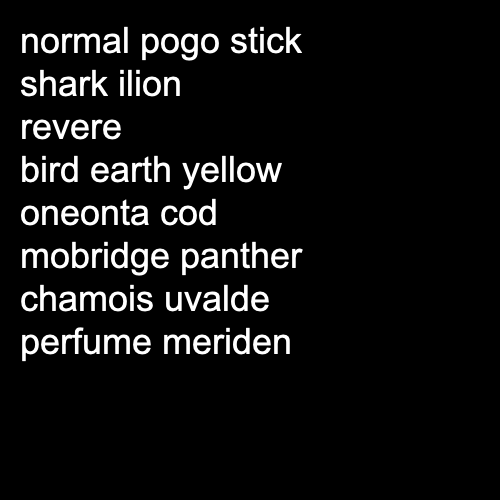 normal pogo stick
shark ilion
revere
bird earth yellow
oneonta cod
mobridge panther
chamois uvalde
perfume meriden